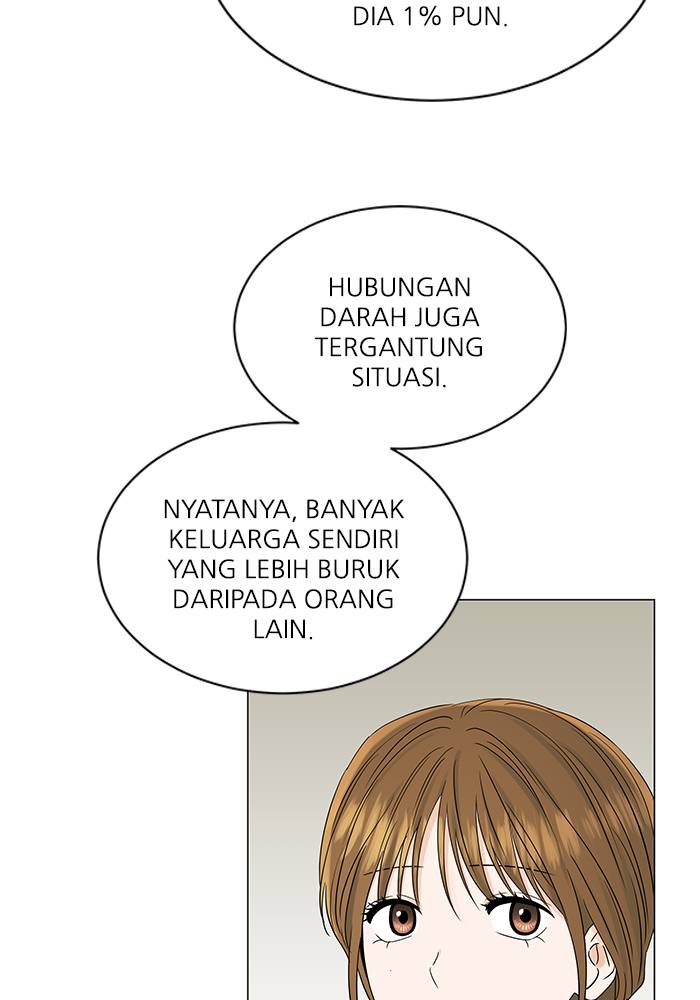 DIA 1% PUN.
HUBUNGAN
DARAH JUGA
TERGANTUNG
SITUASI.
NYATANYA, BANYAK
KELUARGA SENDIRI
YANG LEBIH BURUK
DARIPADA ORANG
LAIN.